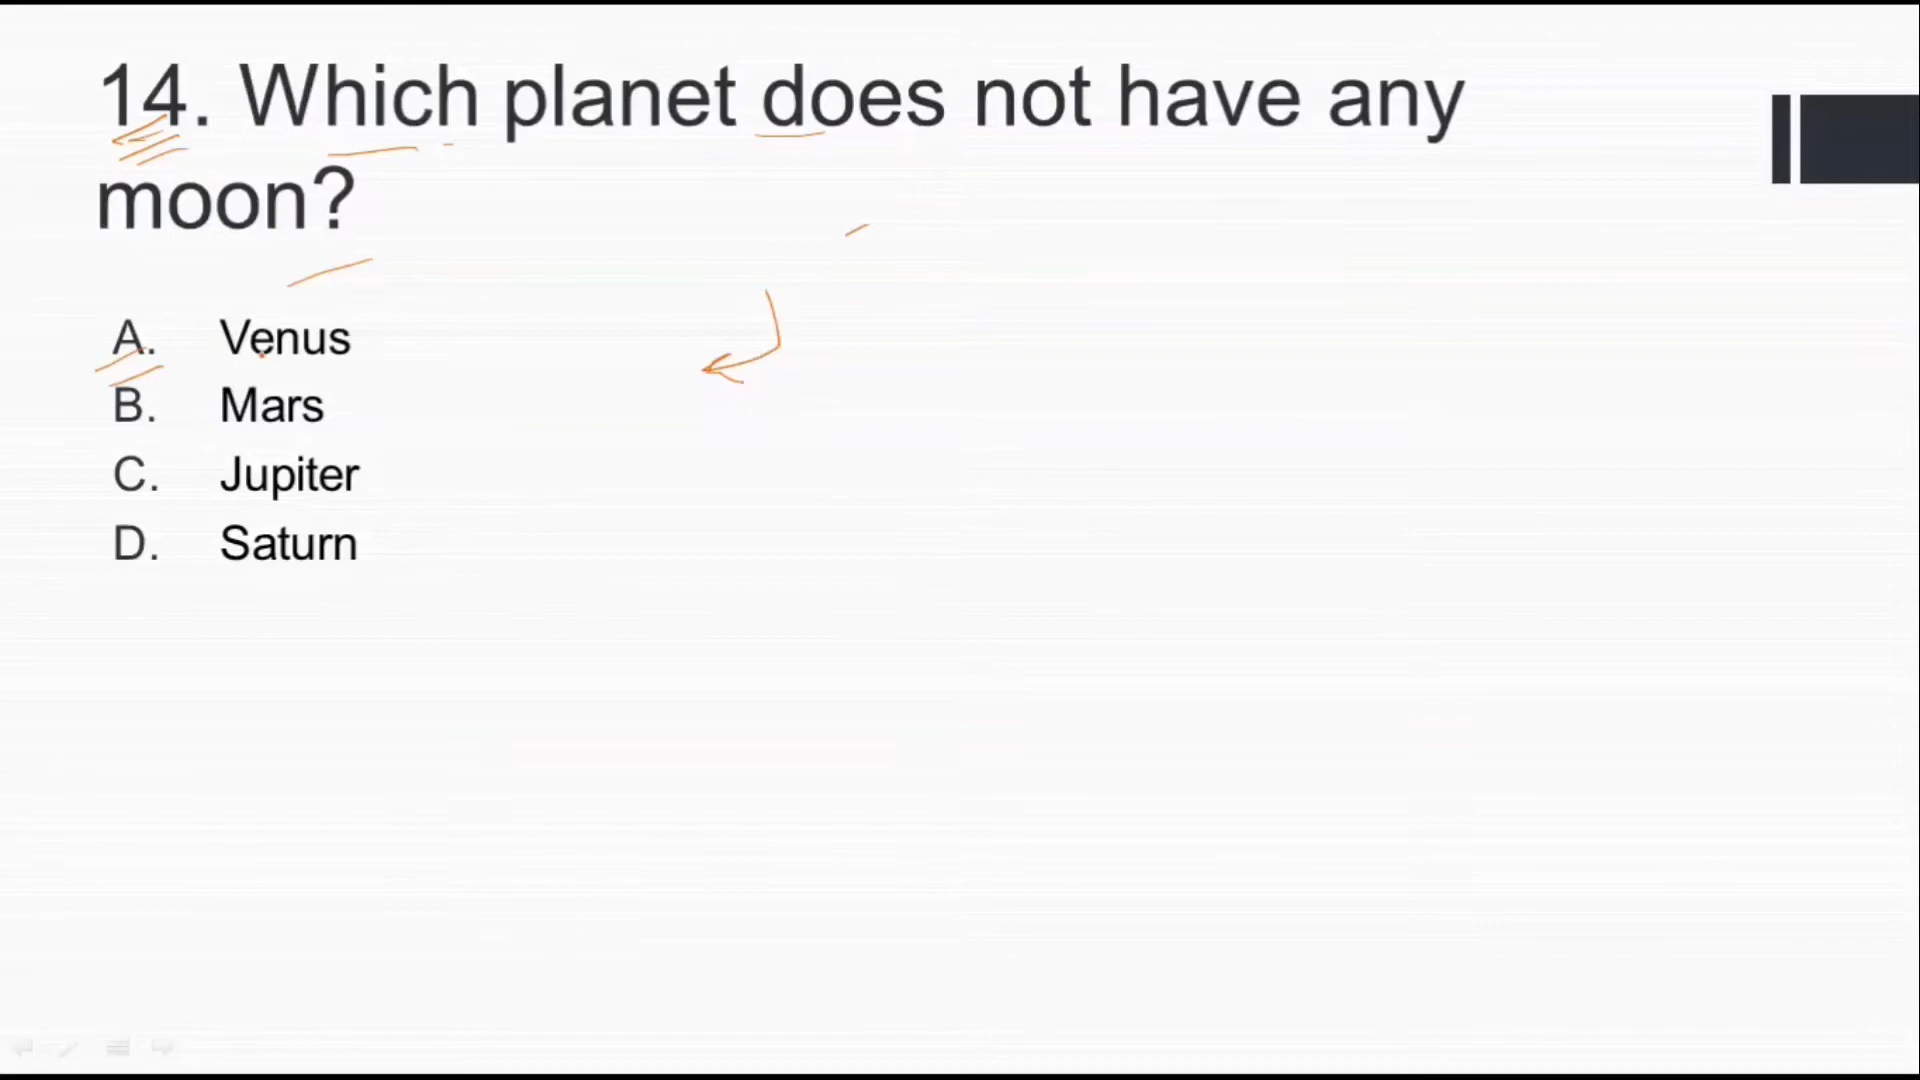 14. Which planet does not have any
moon?
A. Venus
B. Mars
C. Jupiter
D. Saturn